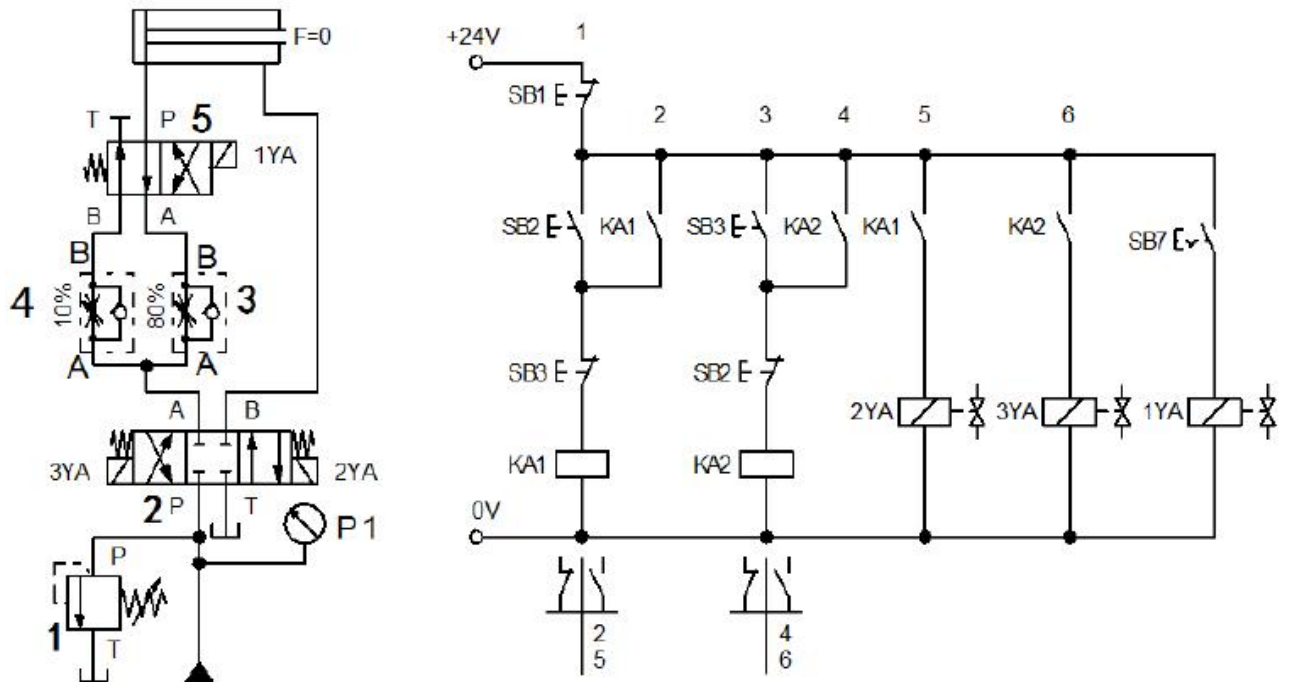 F=0
T P 5
1YA
B A
B B
4 10% 80% 3
A A
A B
3YA 2YA
2 P T
P1
P
1 T
1
+24V
SB1
2 3 4 5 6
SB2 KA1 SB3 KA2 KA1 KA2 SB7
SB3 SB2
2YA 3YA 1YA
KA1 KA2
0V
2 4
5 6